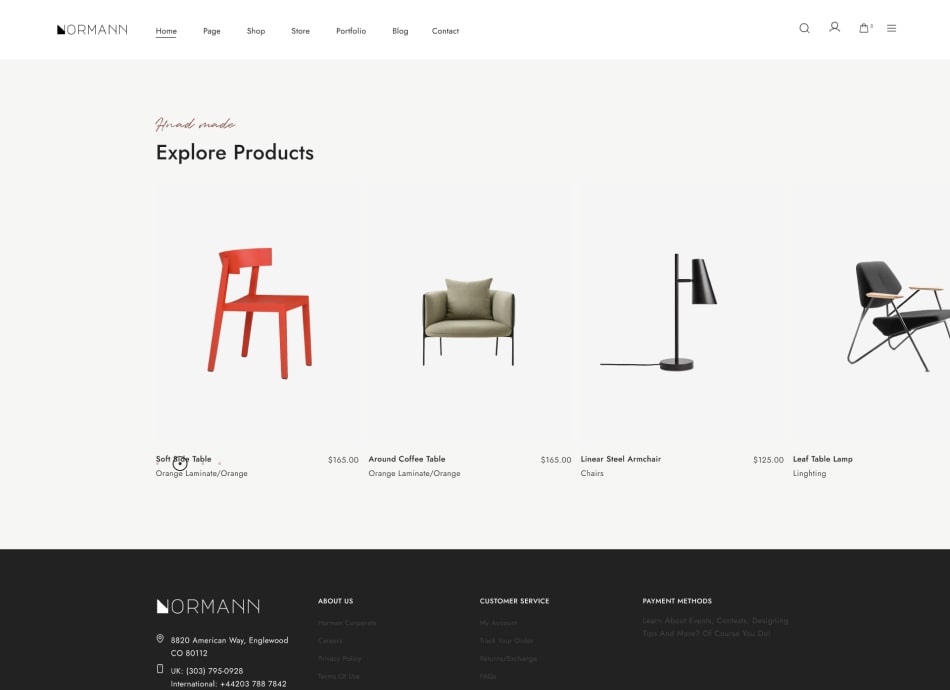 NORMANN
Home Page Shop Store Portfolio Blog Contact
0
Hnad made
Explore Products
Soft Side Table $165.00
Orange Laminate/Orange
Around Coffee Table $165.00
Orange Laminate/Orange
Linear Steel Armchair $125.00
Chairs
Leaf Table Lamp
Linghting
NORMANN
8820 American Way, Englewood
CO 80112
UK: (303) 795-0928
International: +44203 788 7842
ABOUT US
Herman Corporate
Careers
Privacy Policy
Terms Of Use
CUSTOMER SERVICE
My Account
Track Your Order
Returns/Exchange
FAQs
PAYMENT METHODS
Learn About Events, Contests, Designing
Tips And More? Of Course You Do!